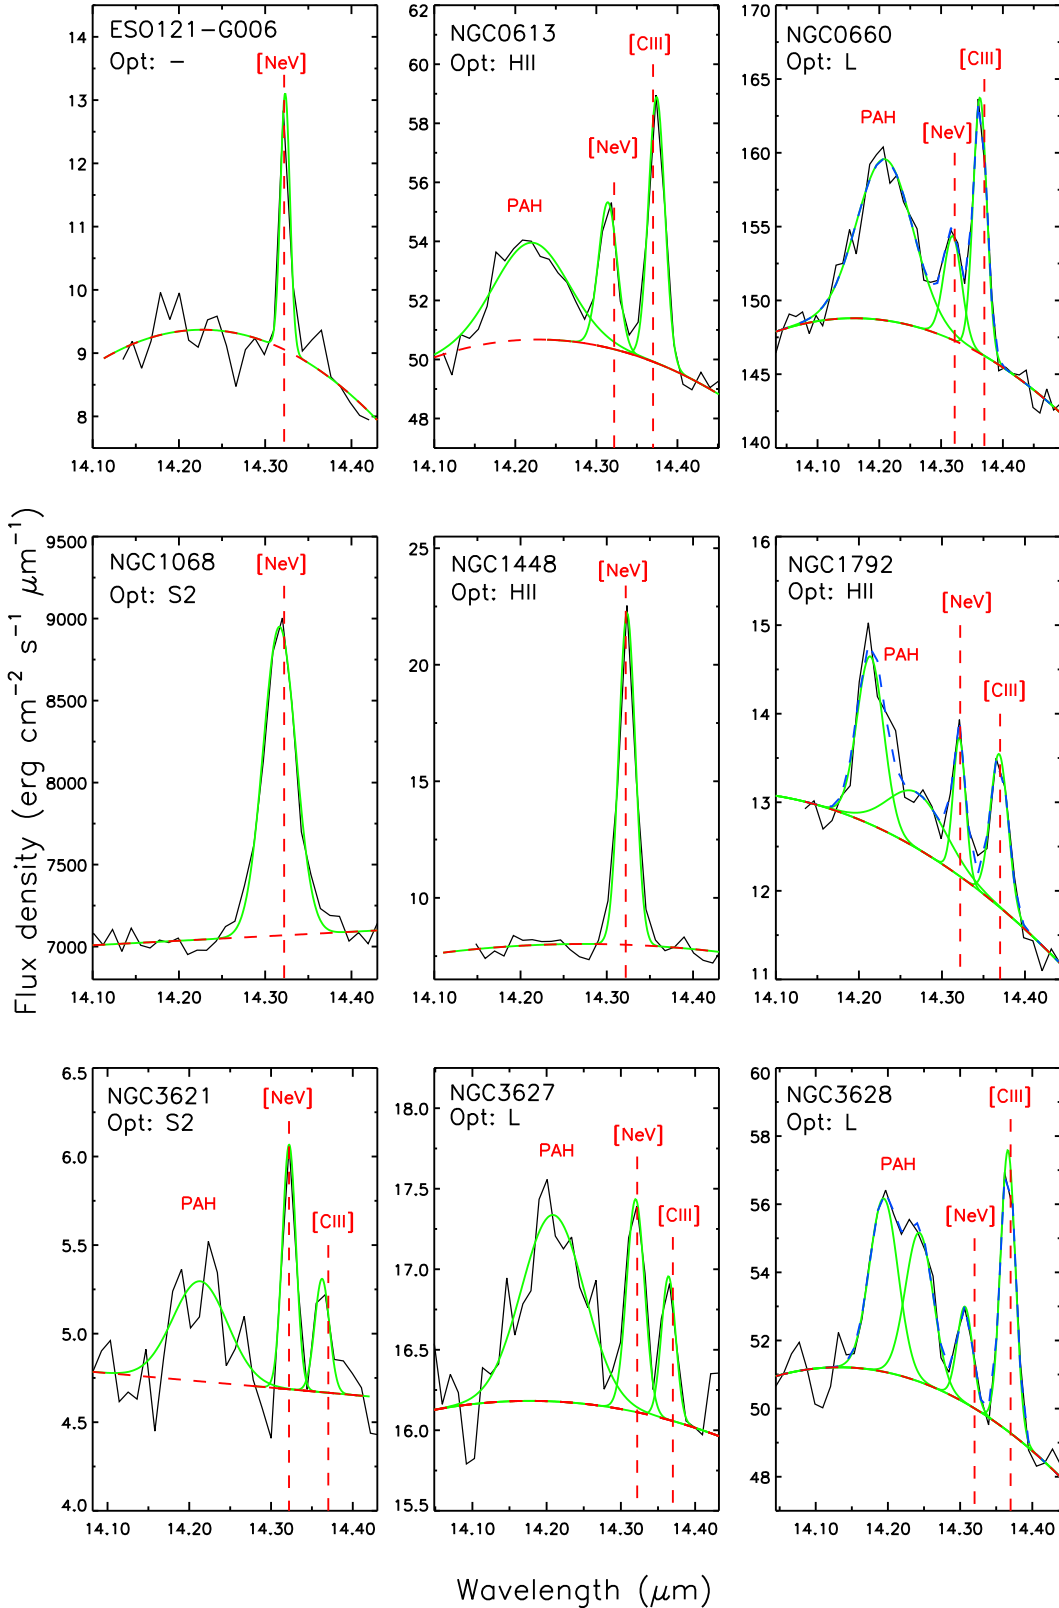 ESO121-G006
Opt: -
[NeV]
14
13
12
11
10
9
8
14.10 14.20 14.30 14.40
NGC0613
Opt: HII
[CIII]
[NeV]
PAH
62
60
58
56
54
52
50
48
14.10 14.20 14.30 14.40
NGC0660
Opt: L
[CIII]
[NeV]
PAH
170
165
160
155
150
145
140
14.10 14.20 14.30 14.40
Flux density (erg cm−2 s−1 μm−1)
NGC1068
Opt: S2
[NeV]
9500
9000
8500
8000
7500
7000
14.10 14.20 14.30 14.40
NGC1448
Opt: HII
[NeV]
25
22
20
18
15
12
10
8
14.10 14.20 14.30 14.40
NGC1792
Opt: HII
[NeV]
PAH
[CIII]
16
15
14
13
12
11
14.10 14.20 14.30 14.40
NGC3621
Opt: S2
[NeV]
PAH
[CIII]
6.5
6.0
5.5
5.0
4.5
4.0
14.10 14.20 14.30 14.40
NGC3627
Opt: L
[NeV]
PAH
[CIII]
18.0
17.5
17.0
16.5
16.0
15.5
14.10 14.20 14.30 14.40
NGC3628
Opt: L
[CIII]
PAH
[NeV]
60
58
56
55
53
51
50
48
14.10 14.20 14.30 14.40
Wavelength (μm)